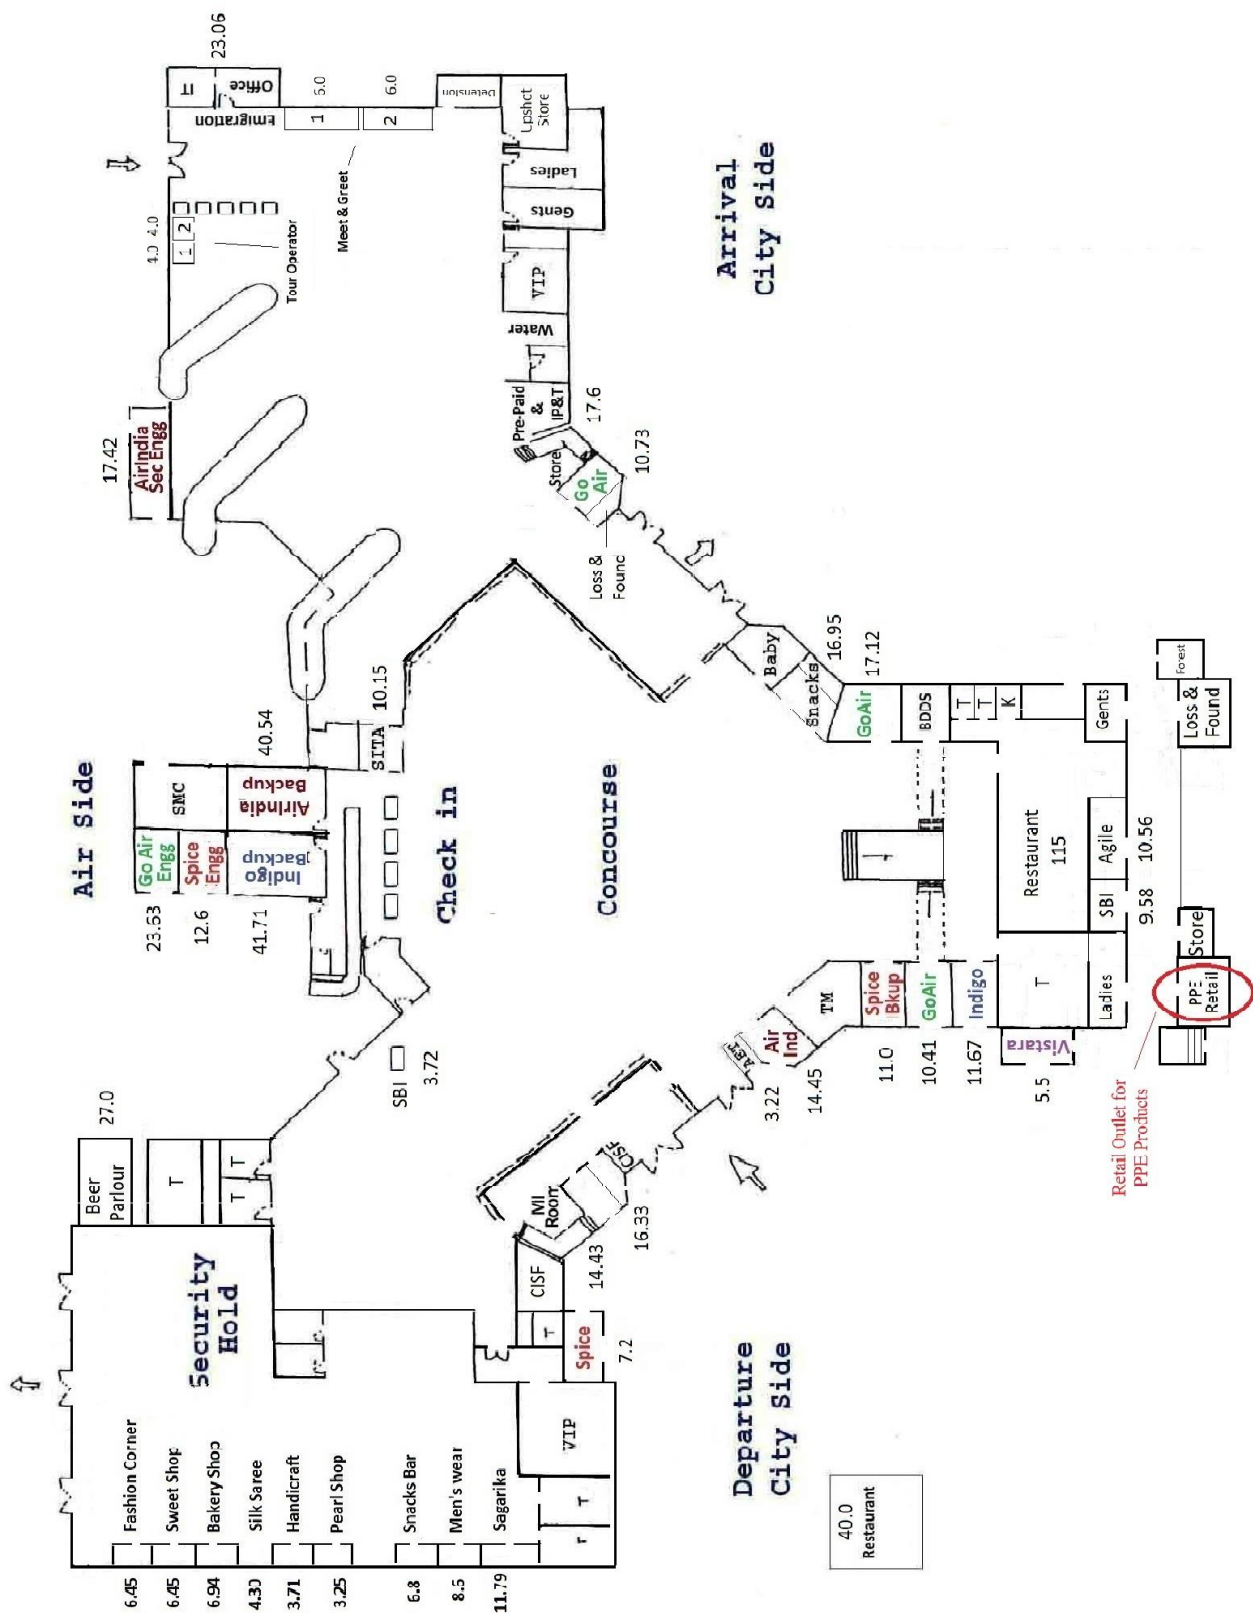 Air Side
Check in
Concourse
Security
Hold
Departure
City Side
Arrival
City Side
Fashion Corner
6.45
Sweet Shop
6.45
Bakery Shop
6.94
Silk Saree
4.30
Handicraft
3.71
Pearl Shop
3.25
Snacks Bar
6.8
Men's wear
8.5
Sagarika
11.79
T
T
VIP
40.0
Restaurant
Beer
Parlour
27.0
T
T
T
T
Spice
7.2
CISF
14.43
MI
Room
16.33
CISF
SBI
3.72
Go Air
Engg
23.53
Spice
Engg
12.6
Indigo
Backup
41.71
SMC
AirIndia
Backup
40.54
SITA
10.15
AirIndia
Sec Engg
17.42
4.0
4.0
1
2
Tour Operator
IT
Office
23.06
Emigration
1
2
6.0
6.0
Meet & Greet
Detension
Upshot
Store
Ladies
Gents
VIP
Water
Pre-Paid
&
IP&T
17.6
Store
Go
Air
10.73
Loss &
Found
Baby
Snacks
16.95
GoAir
17.12
BDDS
T
T
K
Gents
Restaurant
115
Agile
10.56
SBI
9.58
T
Ladies
Vistara
5.5
Indigo
11.67
GoAir
10.41
Spice
Bkup
11.0
TM
Air
Ind
14.45
3.22
Forest
Loss &
Found
Store
PPE
Retail
Retail Outlet for
PPE Products